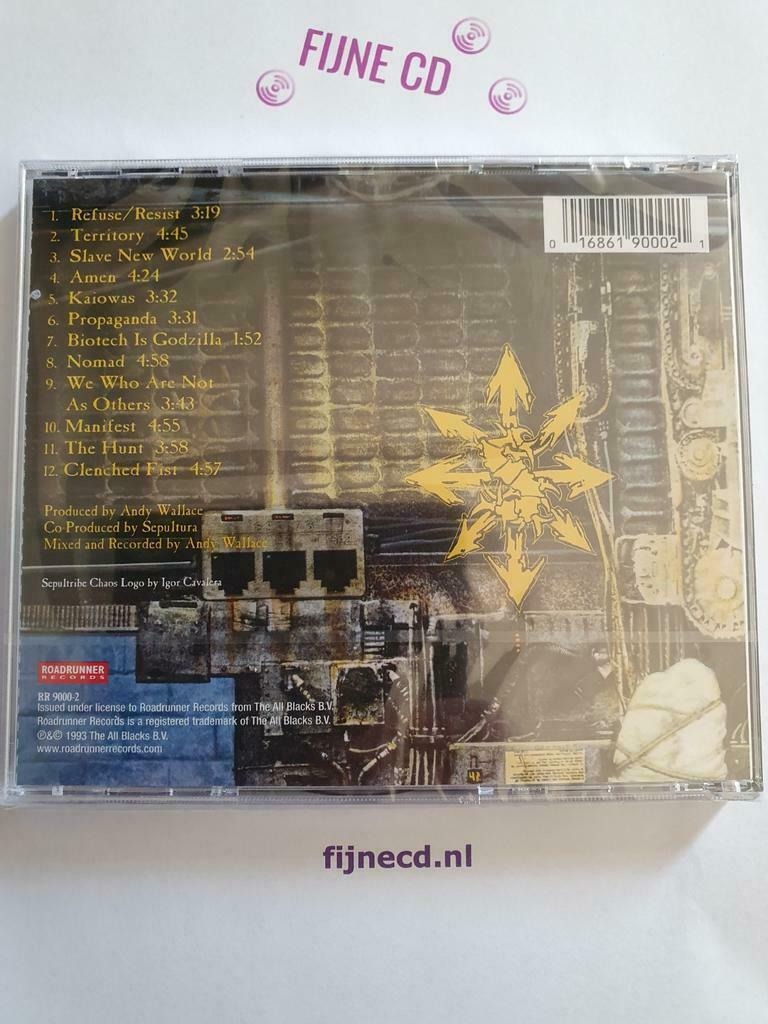 FIJNE CD
1. Refuse/Resist 3:19
2. Territory 4:45
3. Slave New World 2:54
4. Amen 4:24
5. Kaiowas 3:32
6. Propaganda 3:31
7. Biotech Is Godzilla 1:52
8. Nomad 4:58
9. We Who Are Not
As Others 3:43
10. Manifest 4:55
11. The Hunt 3:58
12. Clenched Fist 4:57
0 16861 90002 1
Produced by Andy Wallace
Co-Produced by Sepultura
Mixed and Recorded by Andy Wallace
Sepultribe Chaos Logo by Igor Cavalera
ROADRUNNER
RECORDS
RR 9000-2
Issued under license to Roadrunner Records from The All Blacks B.V.
Roadrunner Records is a registered trademark of The All Blacks B.V.
℗&© 1993 The All Blacks B.V.
www.roadrunnerrecords.com
fijnecd.nl